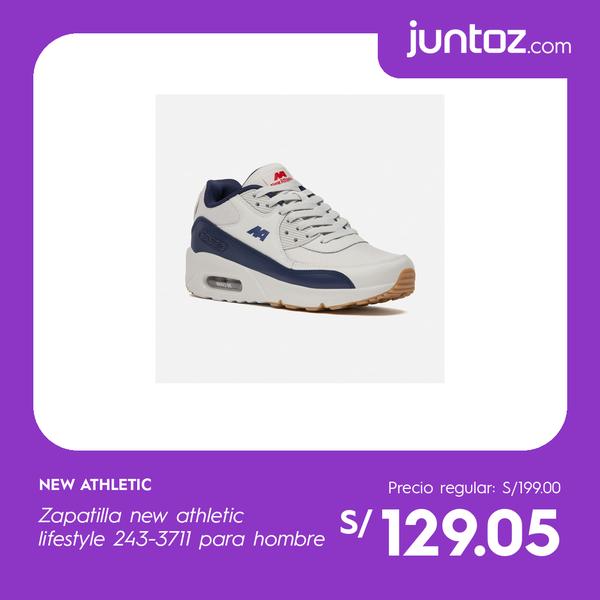 juntoz.com
NEW ATHLETIC
Zapatilla new athletic
lifestyle 243-3711 para hombre
Precio regular: S/199.00
S/129.05